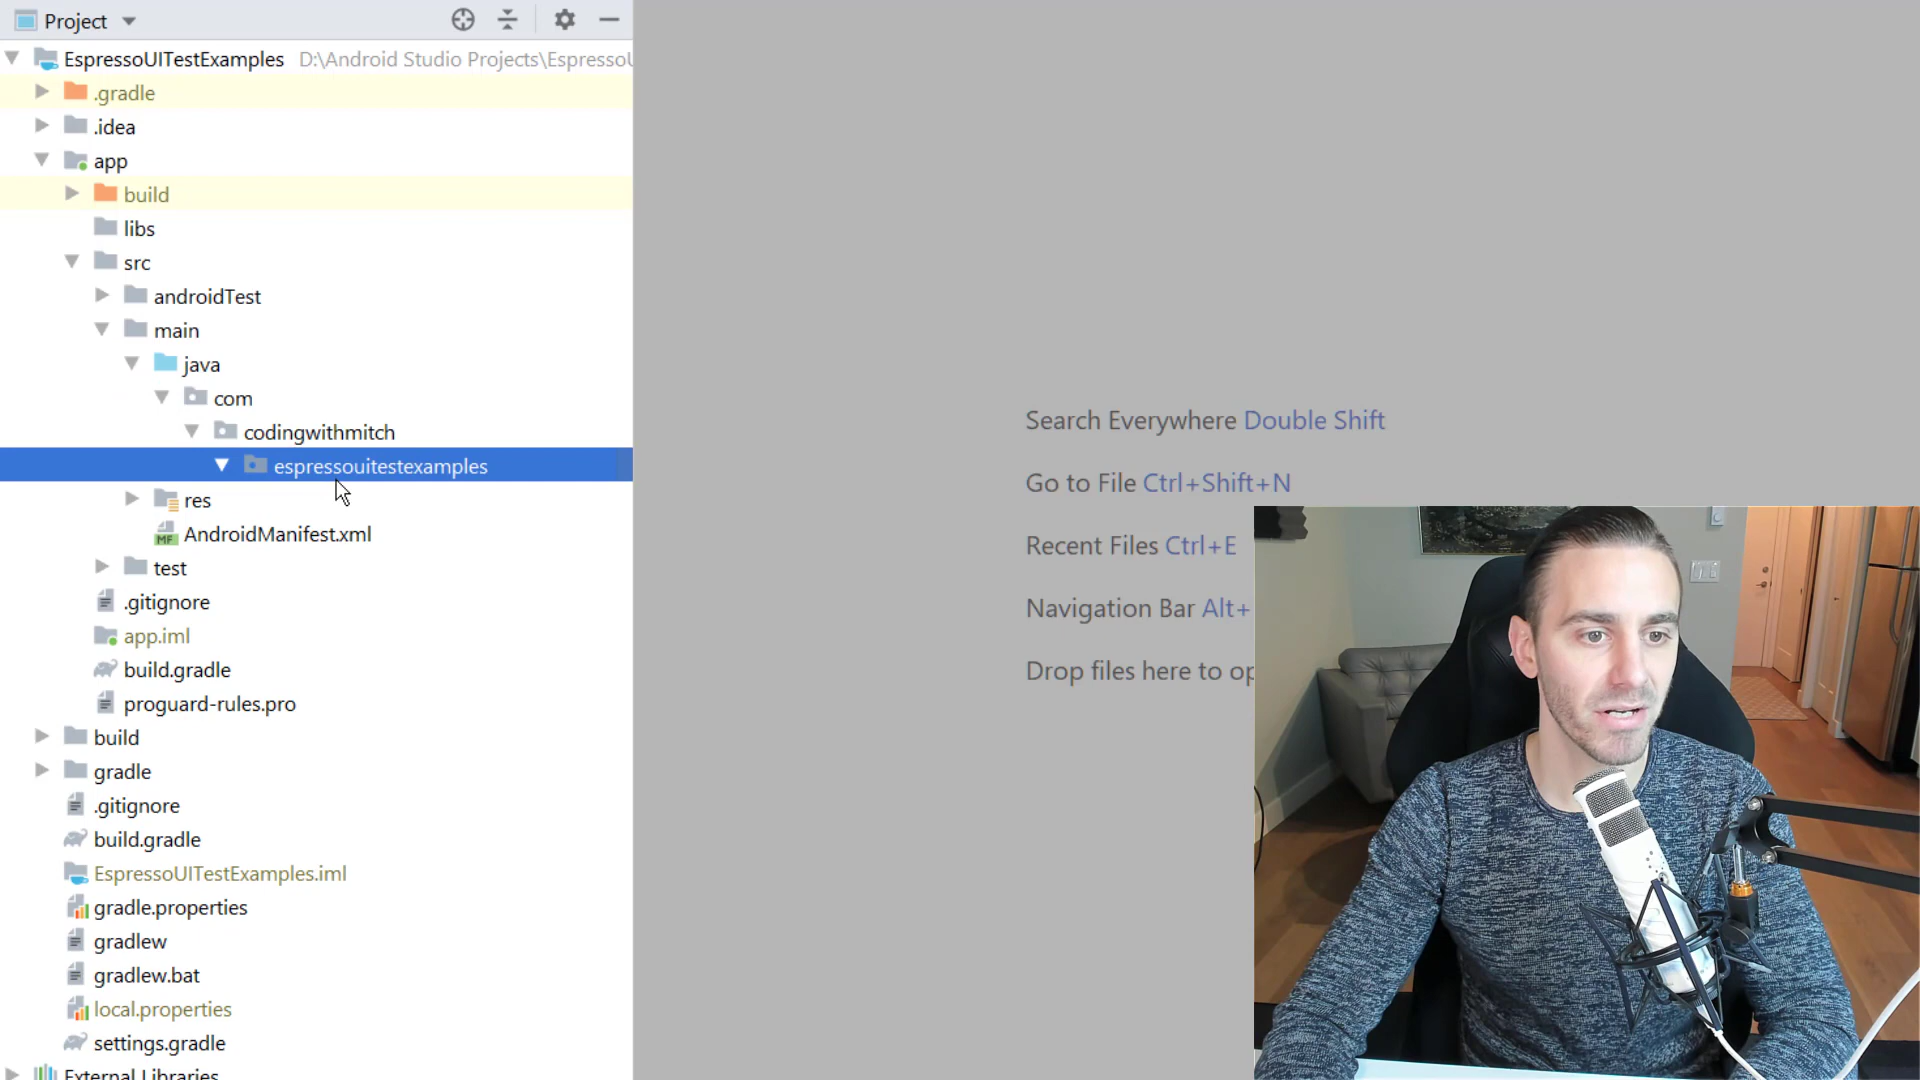 Project
EspressoUITestExamples D:\Android Studio Projects\Espresso
.gradle
.idea
app
build
libs
src
androidTest
main
java
com
codingwithmitch
espressouitestexamples
res
MF AndroidManifest.xml
test
.gitignore
app.iml
build.gradle
proguard-rules.pro
build
gradle
.gitignore
build.gradle
EspressoUITestExamples.iml
gradle.properties
gradlew
gradlew.bat
local.properties
settings.gradle
External Libraries
Search Everywhere Double Shift
Go to File Ctrl+Shift+N
Recent Files Ctrl+E
Navigation Bar Alt+
Drop files here to op